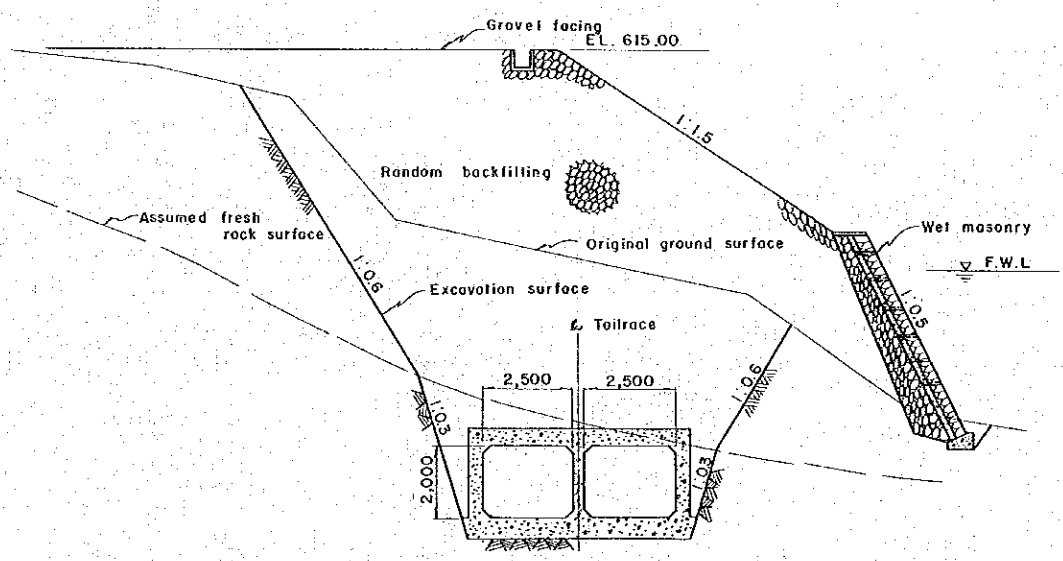 Gravel facing
EL. 615.00
1:1.5
Random backfilling
Assumed fresh
rock surface
Original ground surface
Wet masonry
F.W.L
1:0.6
Excavation surface
1:0.5
℄ Tailrace
2,500
2,500
1:0.6
1:0.3
2,000
1:0.3